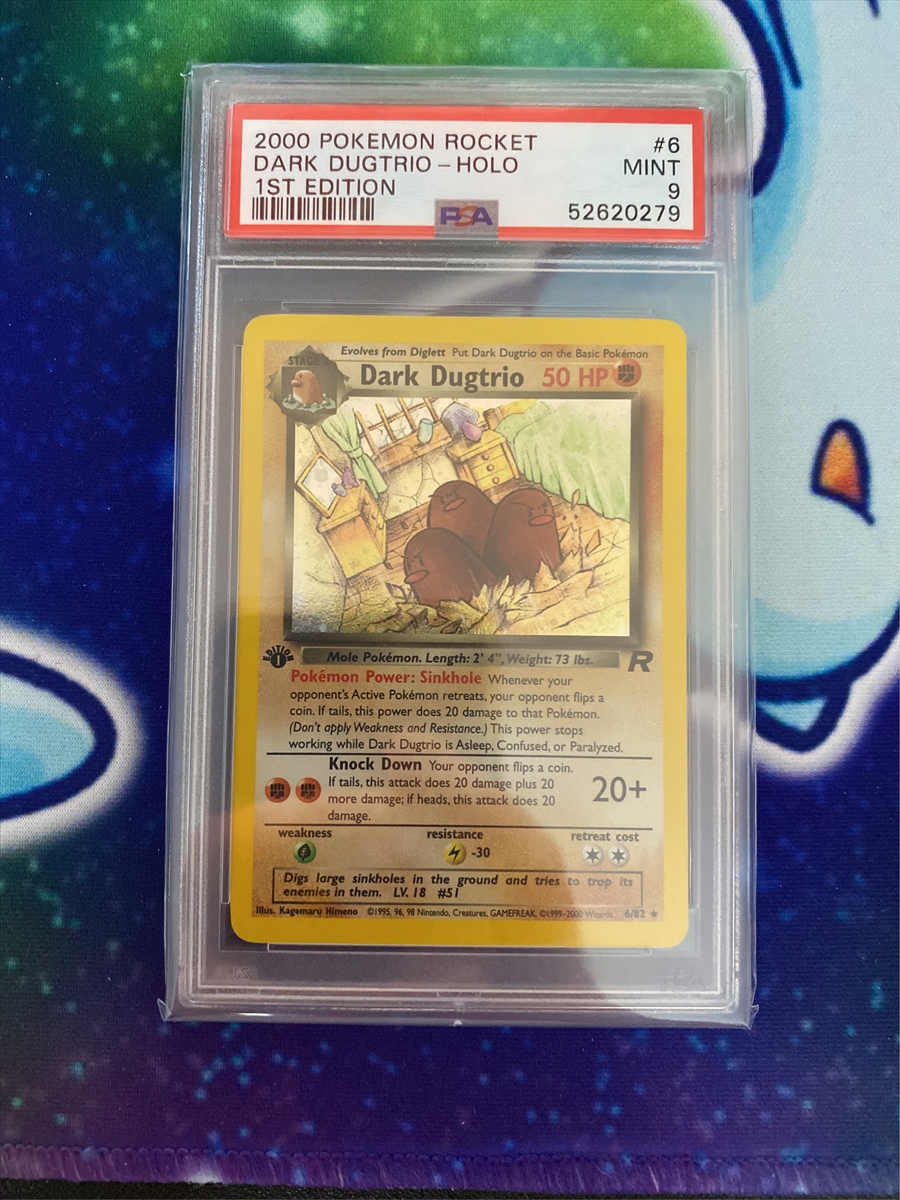 2000 POKEMON ROCKET #6
DARK DUGTRIO - HOLO MINT
1ST EDITION 9
PSA 52620279
Evolves from Diglett Put Dark Dugtrio on the Basic Pokémon
STAGE
Dark Dugtrio 50 HP
EDITION 1
Mole Pokémon. Length: 2' 4", Weight: 73 lbs.
R
Pokémon Power: Sinkhole Whenever your
opponent's Active Pokémon retreats, your opponent flips a
coin. If tails, this power does 20 damage to that Pokémon.
(Don't apply Weakness and Resistance.) This power stops
working while Dark Dugtrio is Asleep, Confused, or Paralyzed.
Knock Down Your opponent flips a coin.
If tails, this attack does 20 damage plus 20
more damage; if heads, this attack does 20
damage.
20+
weakness resistance retreat cost
-30
Digs large sinkholes in the ground and tries to trap its
enemies in them. LV. 18 #51
Illus. Kagemaru Himeno ©1995, 96, 98 Nintendo, Creatures, GAMEFREAK. ©1999-2000 Wizards. 6/82 ★